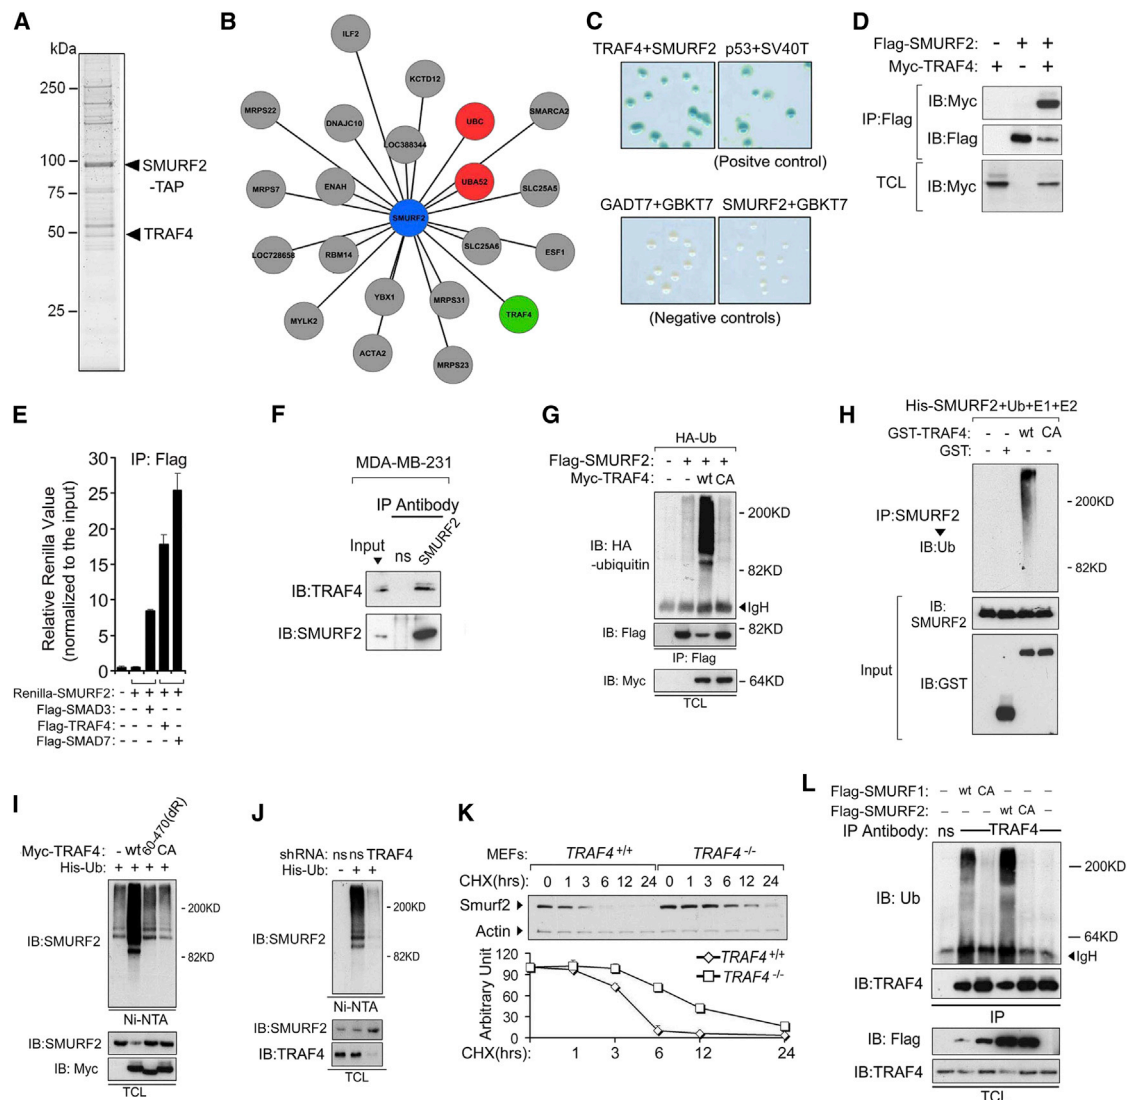 A
kDa
250
100
75
50
25
SMURF2
-TAP
TRAF4
B
ILF2
KCTD12
MRPS22
DNAJC10
UBC
SMARCA2
LOC388344
MRPS7
ENAH
UBA52
SLC25A5
SMURF2
LOC728658
RBM14
SLC25A6
ESF1
YBX1
MRPS31
MYLK2
TRAF4
ACTA2
MRPS23
C
TRAF4+SMURF2 p53+SV40T
(Positive control)
GADT7+GBKT7 SMURF2+GBKT7
(Negative controls)
D
Flag-SMURF2: - + +
Myc-TRAF4: + - +
IP:Flag
IB:Myc
IB:Flag
TCL
IB:Myc
E
IP: Flag
Relative Renilla Value
(normalized to the input)
30
25
20
15
10
5
0
Renilla-SMURF2: - + + + +
Flag-SMAD3: - - + - -
Flag-TRAF4: - - - + -
Flag-SMAD7: - - - - +
F
MDA-MB-231
IP Antibody
Input
ns
SMURF2
IB:TRAF4
IB:SMURF2
G
HA-Ub
Flag-SMURF2: - + + +
Myc-TRAF4: - - wt CA
IB: HA
-ubiquitin
- 200KD
- 82KD
IgH
IB: Flag
- 82KD
IP: Flag
IB: Myc
- 64KD
TCL
H
His-SMURF2+Ub+E1+E2
GST-TRAF4: - - wt CA
GST: - + - -
IP:SMURF2
IB:Ub
- 200KD
- 82KD
Input
IB:
SMURF2
IB:GST
I
Myc-TRAF4: - wt 60-470(dR) CA
His-Ub: + + + +
IB:SMURF2
- 200KD
- 82KD
Ni-NTA
IB:SMURF2
IB: Myc
TCL
J
shRNA: ns ns TRAF4
His-Ub: - + +
IB:SMURF2
- 200KD
- 82KD
Ni-NTA
IB:SMURF2
IB:TRAF4
TCL
K
MEFs: TRAF4 +/+ TRAF4 -/-
CHX(hrs): 0 1 3 6 12 24 0 1 3 6 12 24
Smurf2
Actin
Arbitrary Unit
120
90
60
30
0
TRAF4 +/+
TRAF4 -/-
CHX(hrs): 1 3 6 12 24
L
Flag-SMURF1: - wt CA - - -
Flag-SMURF2: - - - wt CA -
IP Antibody: ns TRAF4
IB: Ub
- 200KD
- 64KD
IgH
IB:TRAF4
IP
IB: Flag
IB:TRAF4
TCL